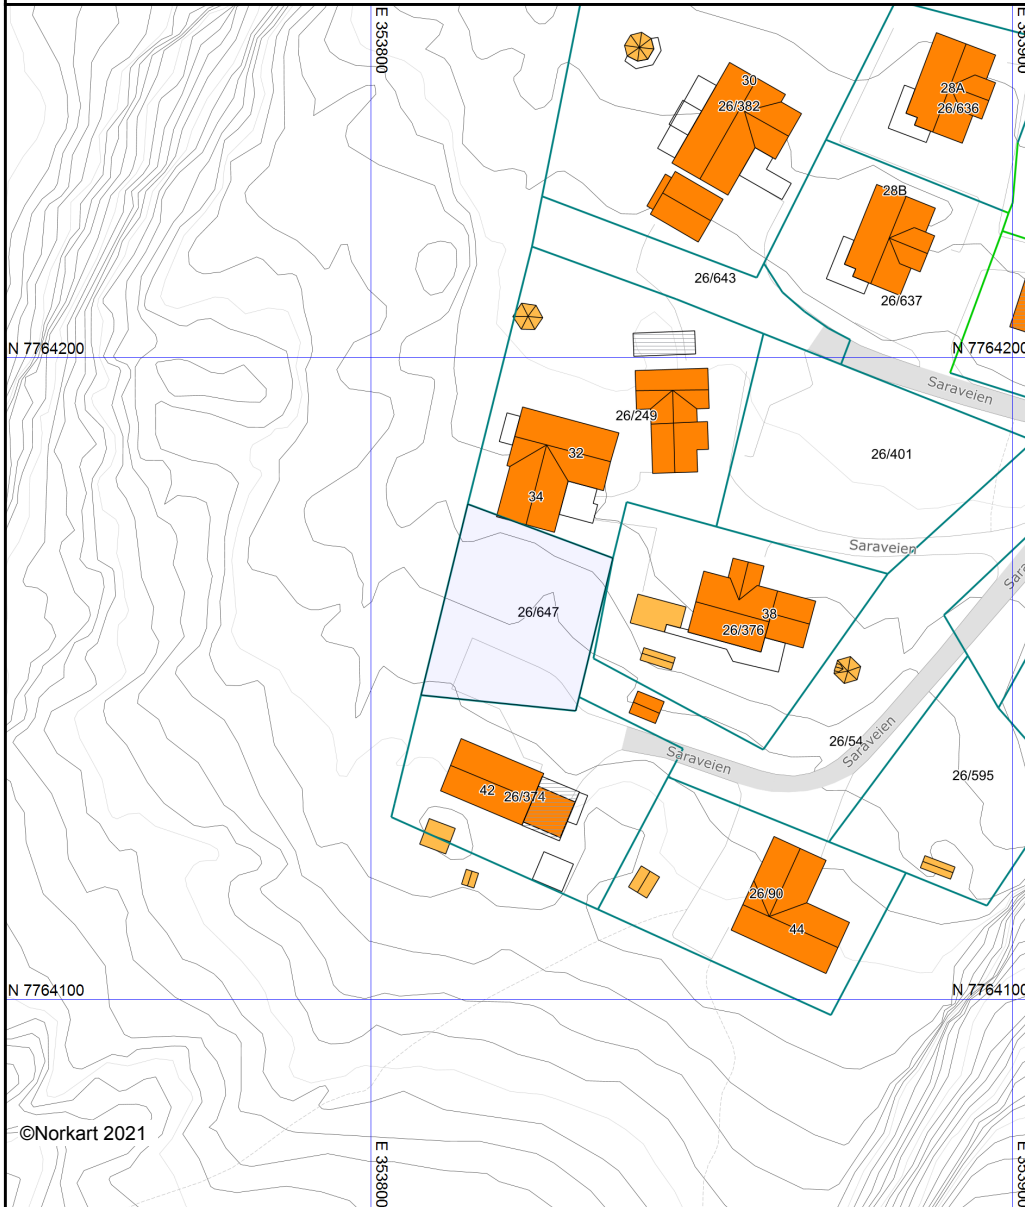 E 353800
E 353900
30
26/382
28A
26/636
28B
26/643
26/637
N 7764200
N 7764200
Saraveien
26/249
32
26/401
34
Saraveien
26/647
38
26/376
26/54
Saraveien
Saraveien
26/595
42
26/374
26/90
44
N 7764100
N 7764100
©Norkart 2021
E 353800